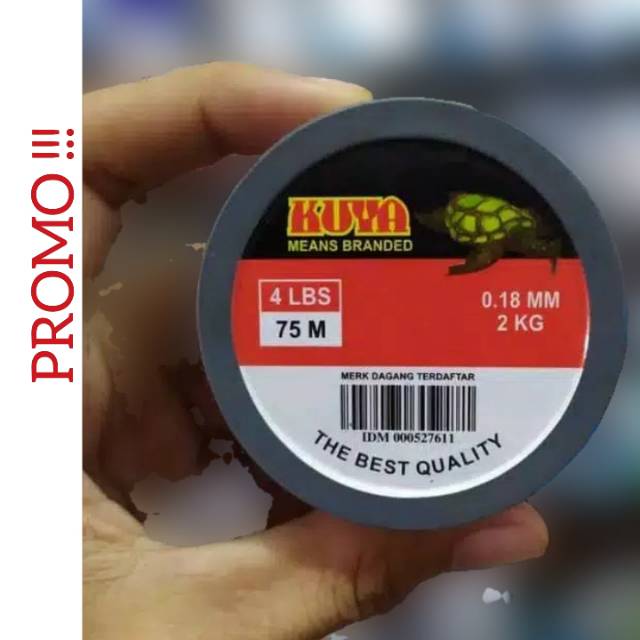 PROMO !!!
KUYA
MEANS BRANDED
4 LBS
75 M
0.18 MM
2 KG
MERK DAGANG TERDAFTAR
IDM 000527611
THE BEST QUALITY